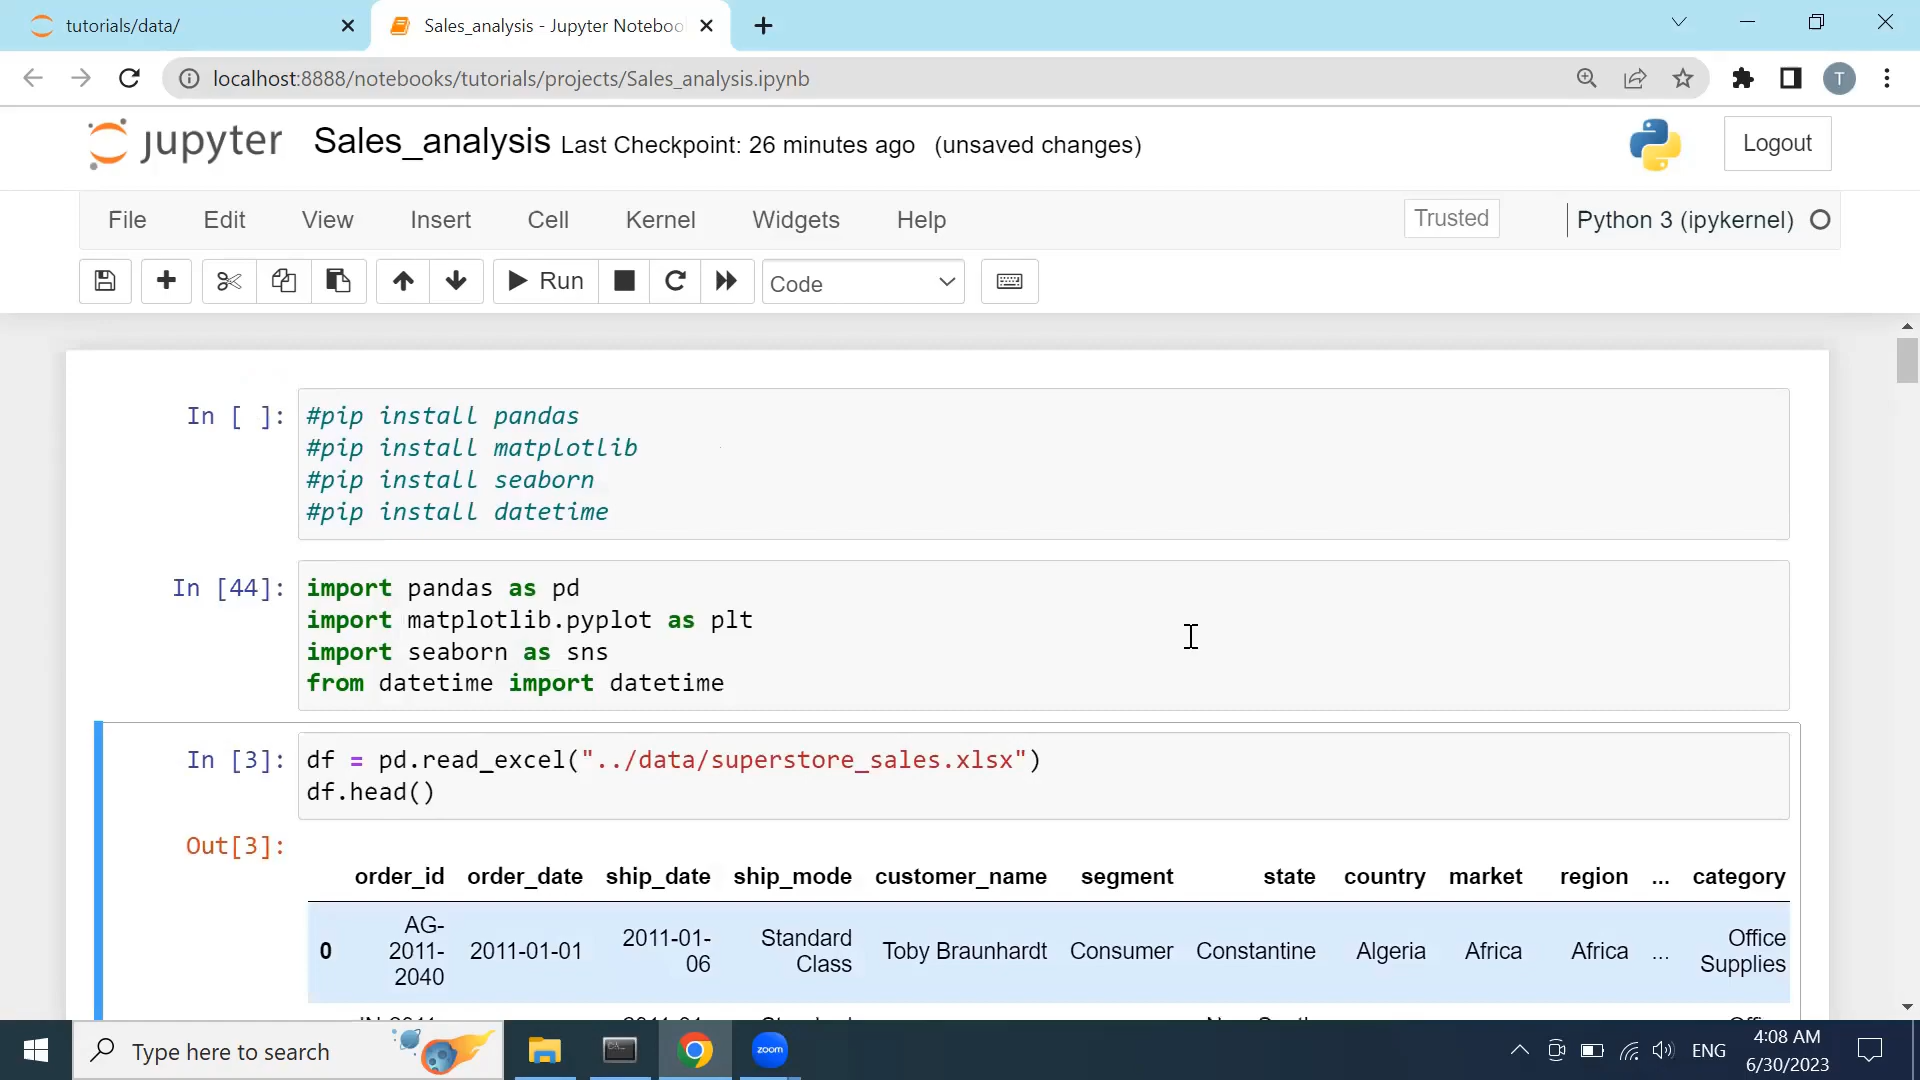 tutorials/data/
Sales_analysis - Jupyter Noteboo
localhost:8888/notebooks/tutorials/projects/Sales_analysis.ipynb
T
jupyter Sales_analysis Last Checkpoint: 26 minutes ago (unsaved changes)
Logout
File Edit View Insert Cell Kernel Widgets Help
Trusted
Python 3 (ipykernel)
Run
Code
In [ ]:
#pip install pandas
#pip install matplotlib
#pip install seaborn
#pip install datetime
In [44]:
import pandas as pd
import matplotlib.pyplot as plt
import seaborn as sns
from datetime import datetime
In [3]:
df = pd.read_excel("../data/superstore_sales.xlsx")
df.head()
Out[3]:
order_id order_date ship_date ship_mode customer_name segment state country market region ... category
0 AG-2011-2040 2011-01-01 2011-01-06 Standard Class Toby Braunhardt Consumer Constantine Algeria Africa Africa ... Office Supplies
Type here to search
zoom
ENG
4:08 AM
6/30/2023